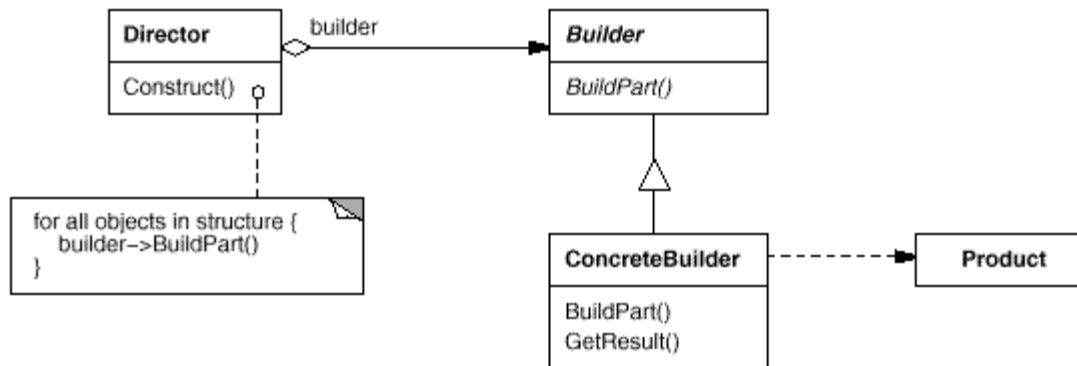 Director
Construct()
builder
Builder
BuildPart()
for all objects in structure {
builder->BuildPart()
}
ConcreteBuilder
BuildPart()
GetResult()
Product